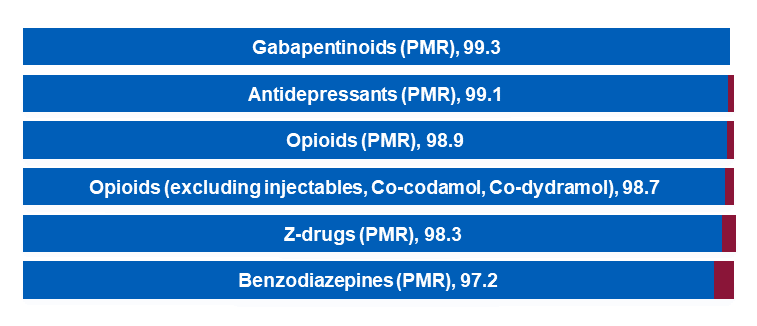 Gabapentinoids (PMR), 99.3
Antidepressants (PMR), 99.1
Opioids (PMR), 98.9
Opioids (excluding injectables, Co-codamol, Co-dydramol), 98.7
Z-drugs (PMR), 98.3
Benzodiazepines (PMR), 97.2